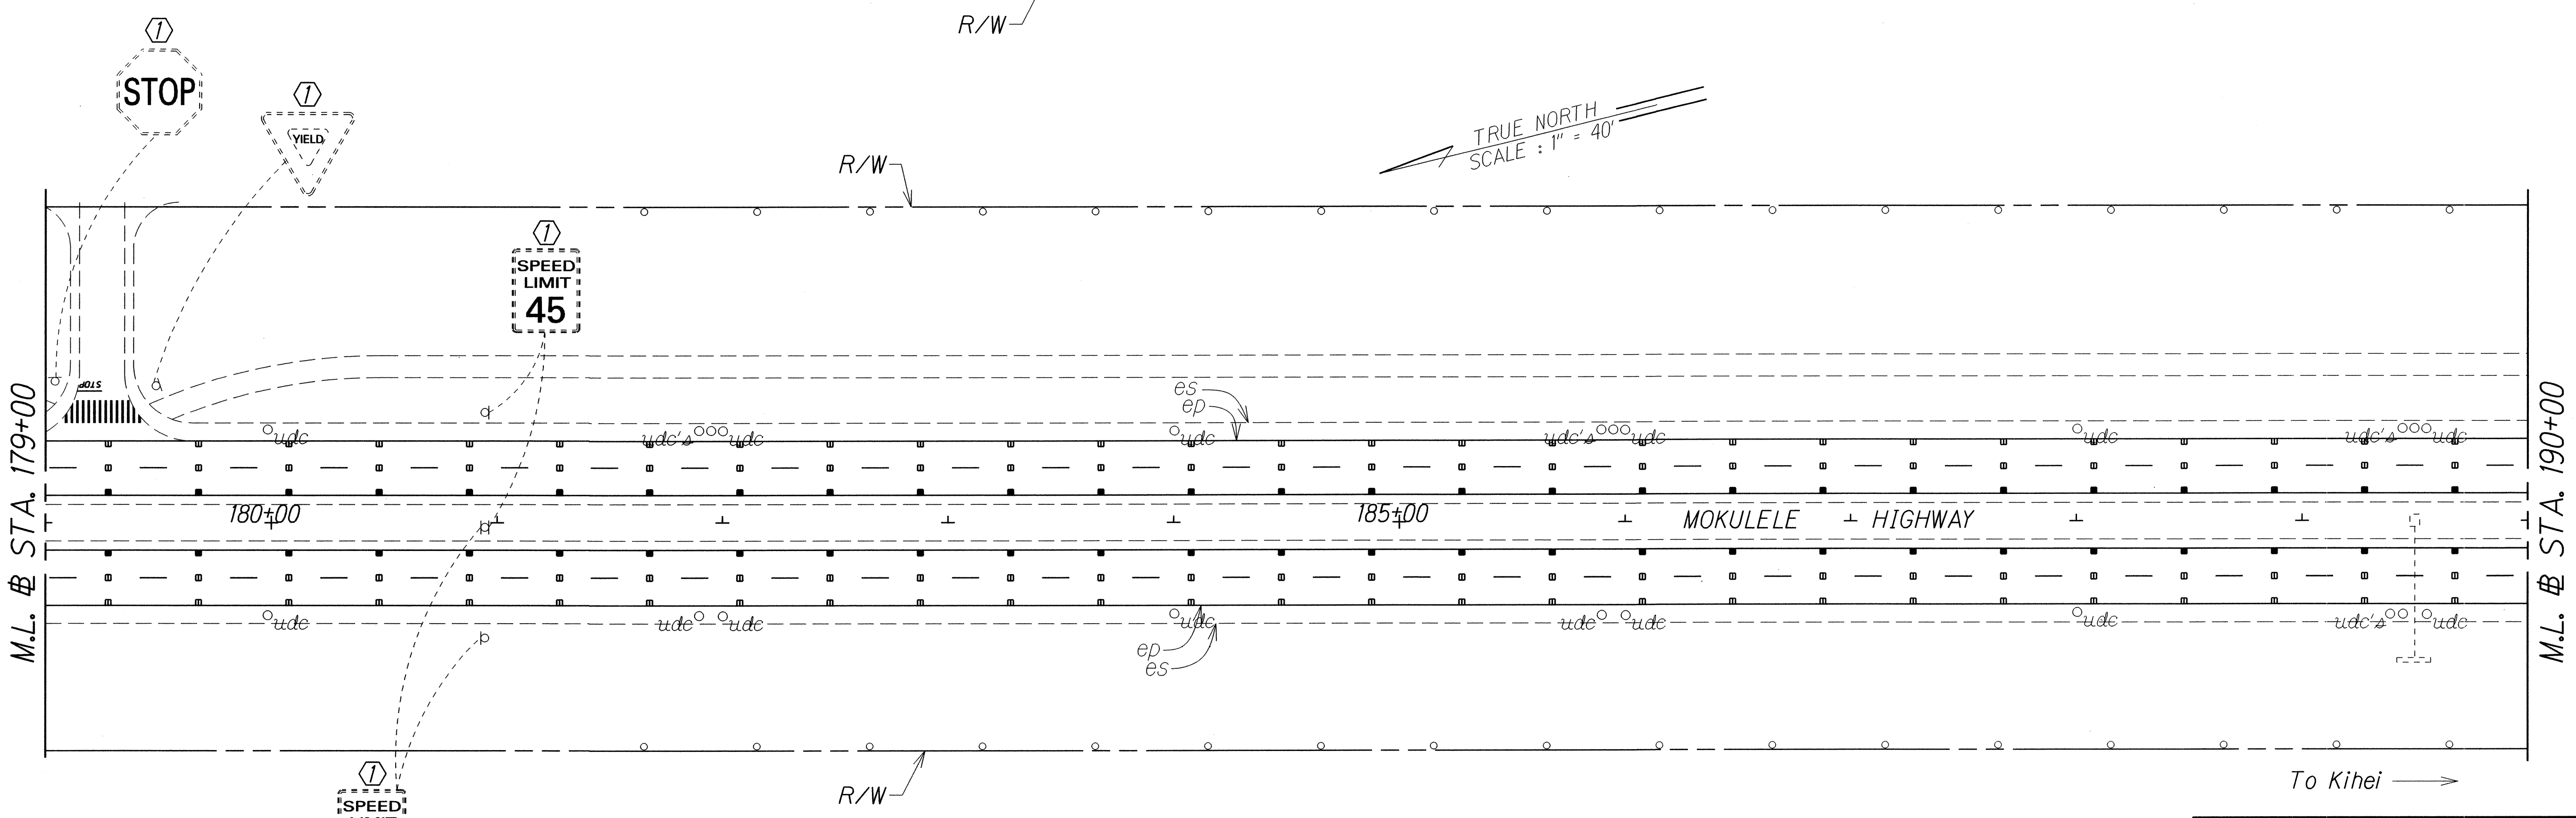 R/W
1
STOP
1
YIELD
TRUE NORTH
SCALE : 1" = 40'
R/W
1
SPEED
LIMIT
45
STOP
es
ep
udc
udc's udc
udc
udc's udc
udc
udc's udc
M.L. ℄ STA. 179+00
180+00
185+00
MOKULELE HIGHWAY
M.L. ℄ STA. 190+00
udc
udc udc
udc
udc udc
udc
udc's udc
ep
es
R/W
To Kihei
1
SPEED